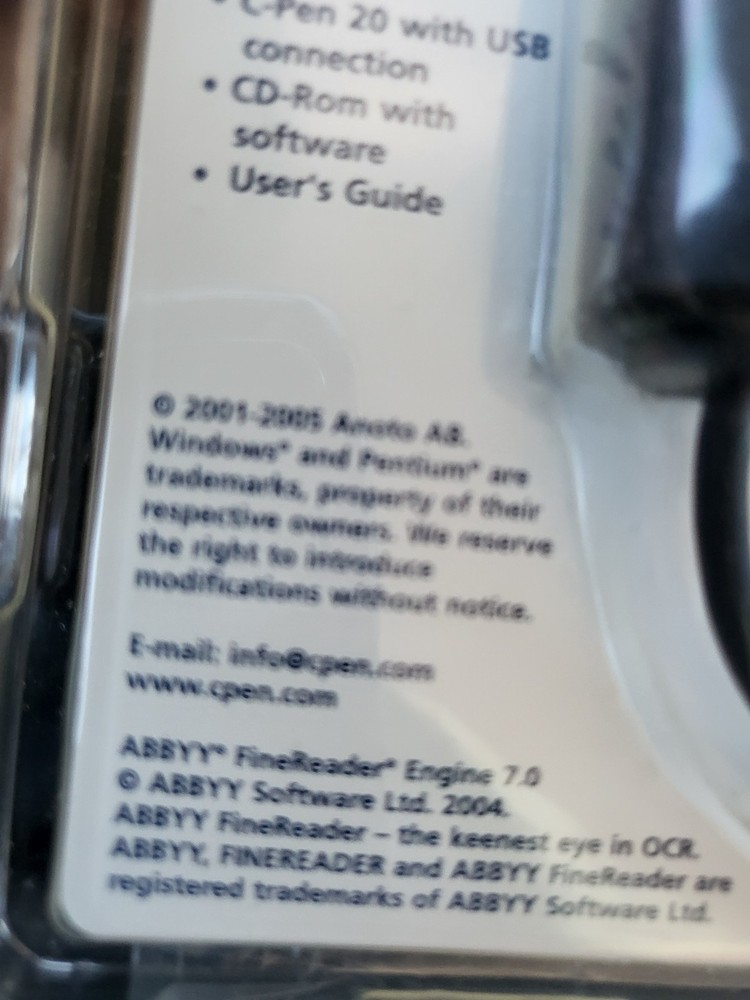 • C-Pen 20 with USB
connection
• CD-Rom with
software
• User's Guide
© 2001-2005 Anoto AB.
Windows® and Pentium® are
trademarks, property of their
respective owners. We reserve
the right to introduce
modifications without notice.
E-mail: info@cpen.com
www.cpen.com
ABBYY® FineReader® Engine 7.0
© ABBYY Software Ltd. 2004.
ABBYY FineReader – the keenest eye in OCR.
ABBYY, FINEREADER and ABBYY FineReader are
registered trademarks of ABBYY Software Ltd.